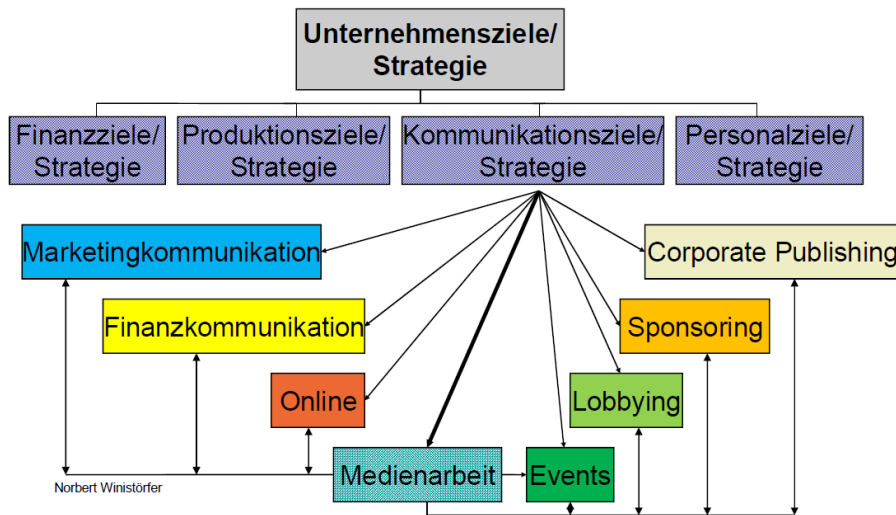 Unternehmensziele/
Strategie
Finanzziele/
Strategie
Produktionsziele/
Strategie
Kommunikationsziele/
Strategie
Personalziele/
Strategie
Marketingkommunikation
Corporate Publishing
Finanzkommunikation
Sponsoring
Online
Lobbying
Medienarbeit
Events
Norbert Winistörfer